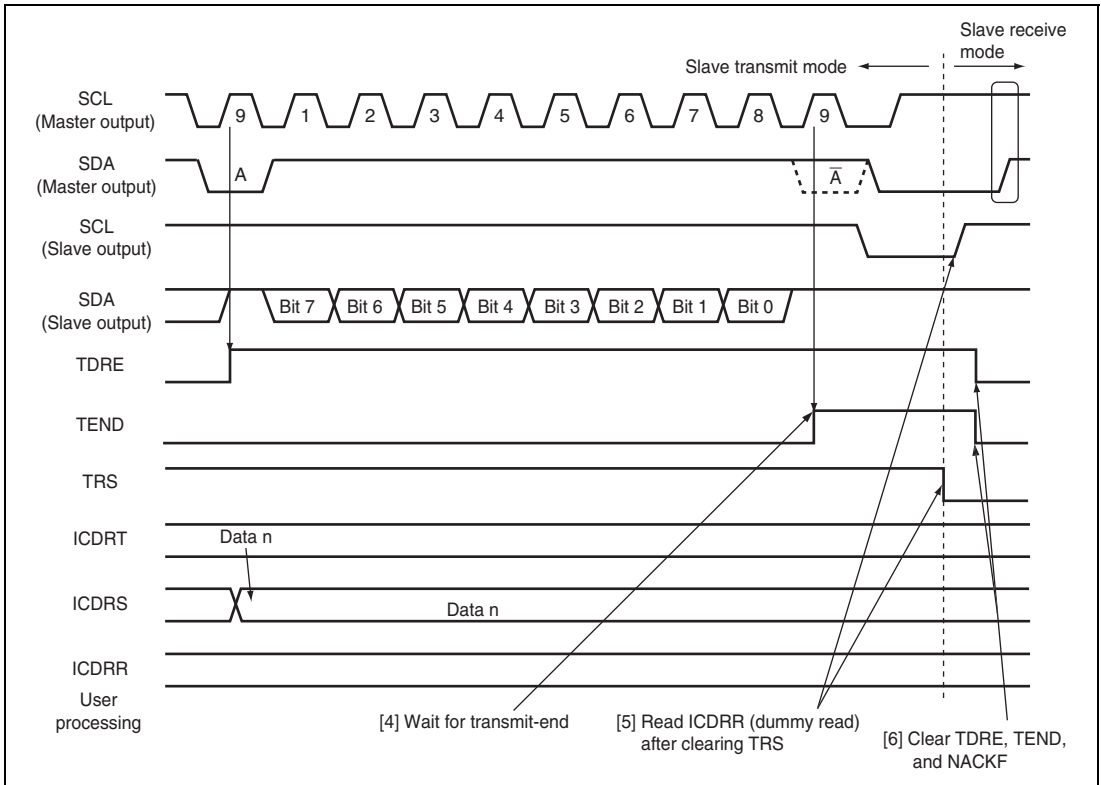 Slave receive
mode
Slave transmit mode
SCL
(Master output)
9 1 2 3 4 5 6 7 8 9
SDA
(Master output)
A A̅
SCL
(Slave output)
SDA
(Slave output)
Bit 7 Bit 6 Bit 5 Bit 4 Bit 3 Bit 2 Bit 1 Bit 0
TDRE
TEND
TRS
ICDRT
Data n
ICDRS
Data n
ICDRR
User
processing
[4] Wait for transmit-end
[5] Read ICDRR (dummy read)
after clearing TRS
[6] Clear TDRE, TEND,
and NACKF